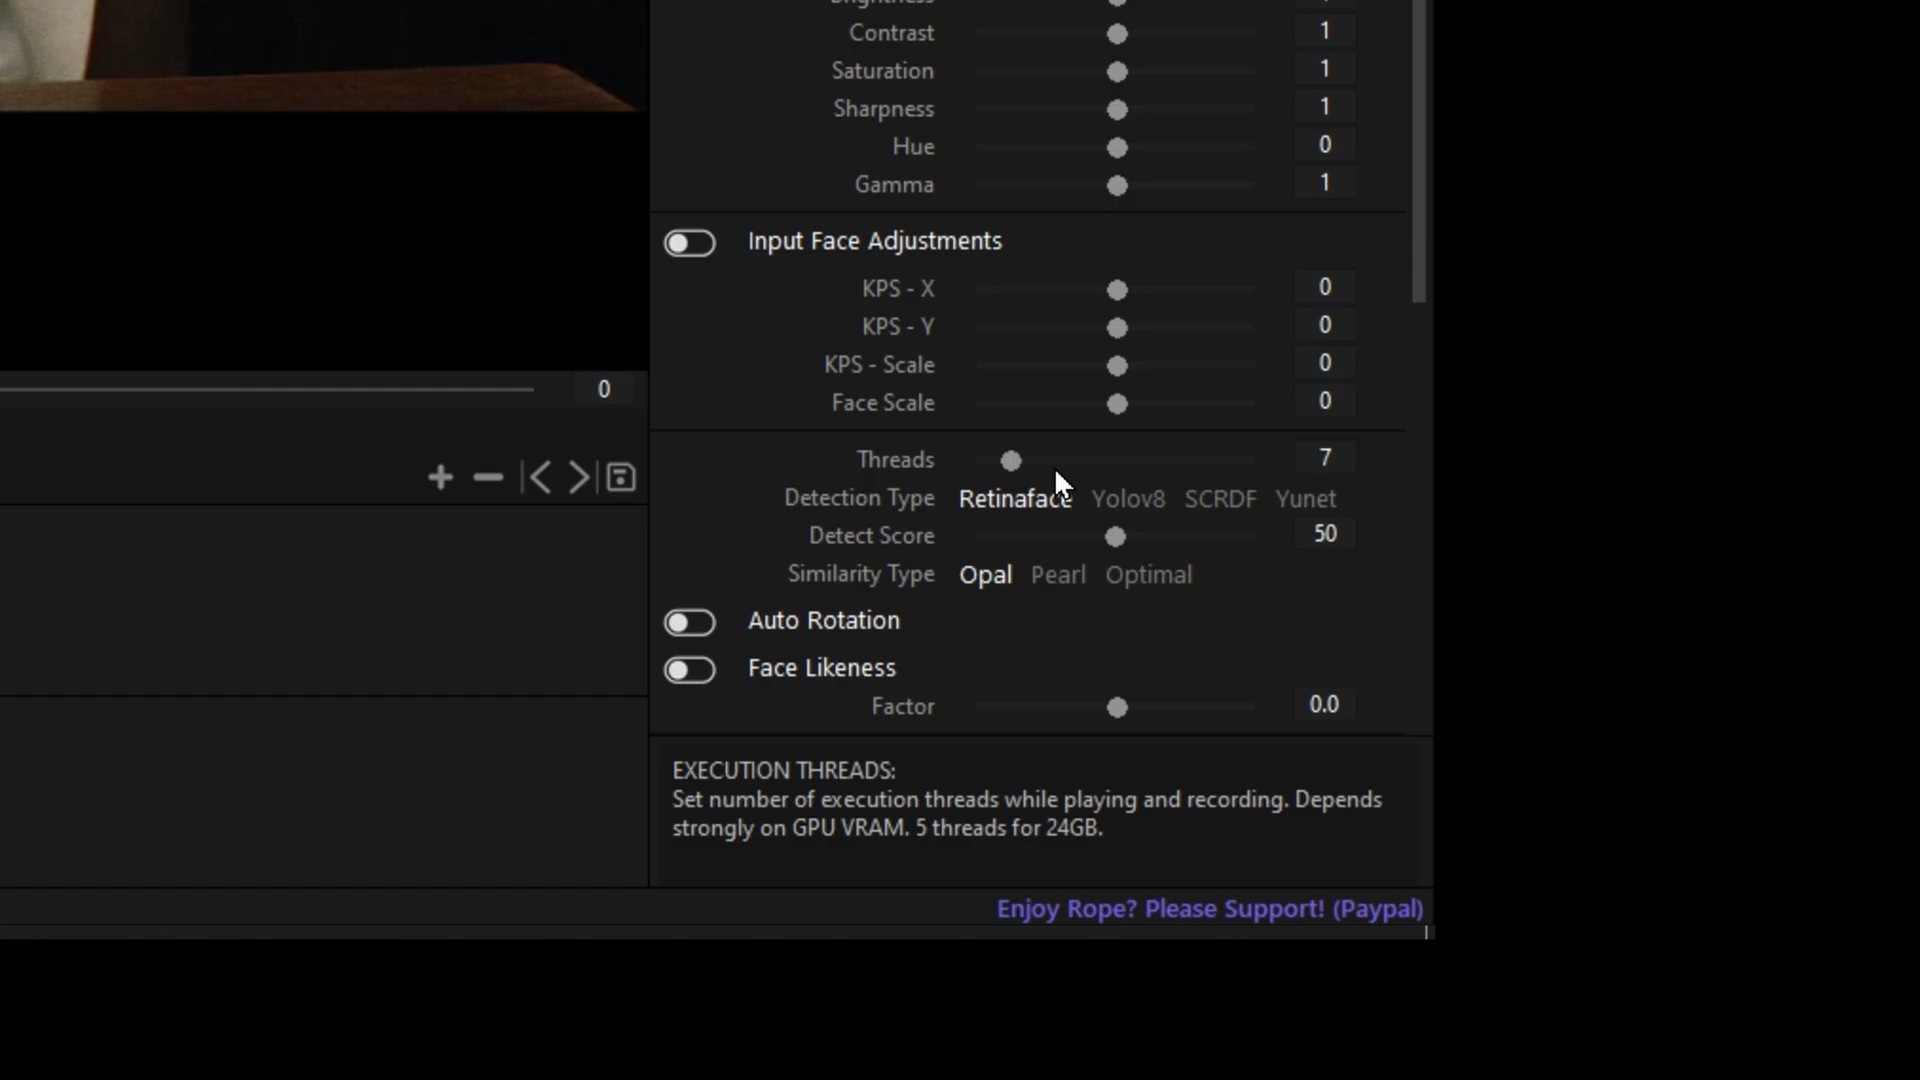 Brightness
Contrast 1
Saturation 1
Sharpness 1
Hue 0
Gamma 1
Input Face Adjustments
KPS - X 0
KPS - Y 0
KPS - Scale 0
0
Face Scale 0
Threads 7
Detection Type Retinaface Yolov8 SCRDF Yunet
Detect Score 50
Similarity Type Opal Pearl Optimal
Auto Rotation
Face Likeness
Factor 0.0
EXECUTION THREADS:
Set number of execution threads while playing and recording. Depends
strongly on GPU VRAM. 5 threads for 24GB.
Enjoy Rope? Please Support! (Paypal)